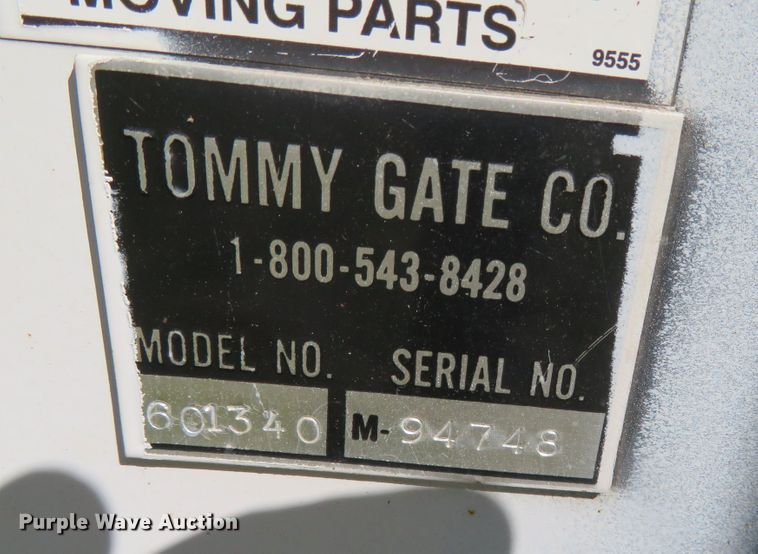 MOVING PARTS
9555
TOMMY GATE CO.
1-800-543-8428
MODEL NO. SERIAL NO.
601340 M-94748
Purple Wave Auction